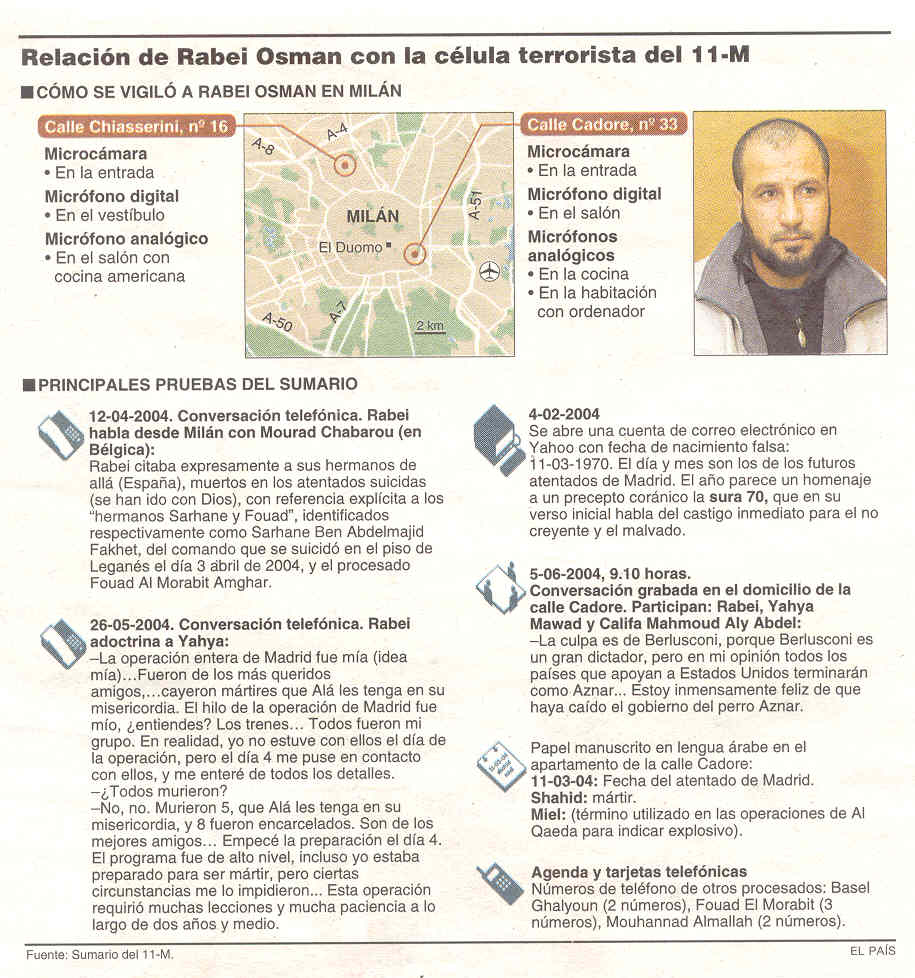 Relación de Rabei Osman con la célula terrorista del 11-M
CÓMO SE VIGILÓ A RABEI OSMAN EN MILÁN
Calle Chiasserini, nº 16
Microcámara
• En la entrada
Micrófono digital
• En el vestíbulo
Micrófono analógico
• En el salón con
cocina americana
A-8
A-4
A-51
MILÁN
El Duomo
A-50
A-7
2 km
Calle Cadore, nº 33
Microcámara
• En la entrada
Micrófono digital
• En el salón
Micrófonos
analógicos
• En la cocina
• En la habitación
con ordenador
PRINCIPALES PRUEBAS DEL SUMARIO
12-04-2004. Conversación telefónica. Rabei
habla desde Milán con Mourad Chabarou (en
Bélgica):
Rabei citaba expresamente a sus hermanos de
allá (España), muertos en los atentados suicidas
(se han ido con Dios), con referencia explícita a los
“hermanos Sarhane y Fouad”, identificados
respectivamente como Sarhane Ben Abdelmajid
Fakhet, del comando que se suicidó en el piso de
Leganés el día 3 abril de 2004, y el procesado
Fouad Al Morabit Amghar.
26-05-2004. Conversación telefónica. Rabei
adoctrina a Yahya:
–La operación entera de Madrid fue mía (idea
mía)…Fueron de los más queridos
amigos,…cayeron mártires que Alá les tenga en su
misericordia. El hilo de la operación de Madrid fue
mío, ¿entiendes? Los trenes… Todos fueron mi
grupo. En realidad, yo no estuve con ellos el día de
la operación, pero el día 4 me puse en contacto
con ellos, y me enteré de todos los detalles.
–¿Todos murieron?
–No, no. Murieron 5, que Alá les tenga en su
misericordia, y 8 fueron encarcelados. Son de los
mejores amigos… Empecé la preparación el día 4.
El programa fue de alto nivel, incluso yo estaba
preparado para ser mártir, pero ciertas
circunstancias me lo impidieron... Esta operación
requirió muchas lecciones y mucha paciencia a lo
largo de dos años y medio.
4-02-2004
Se abre una cuenta de correo electrónico en
Yahoo con fecha de nacimiento falsa:
11-03-1970. El día y mes son los de los futuros
atentados de Madrid. El año parece un homenaje
a un precepto coránico la sura 70, que en su
verso inicial habla del castigo inmediato para el no
creyente y el malvado.
5-06-2004, 9.10 horas.
Conversación grabada en el domicilio de la
calle Cadore. Participan: Rabei, Yahya
Mawad y Califa Mahmoud Aly Abdel:
–La culpa es de Berlusconi, porque Berlusconi es
un gran dictador, pero en mi opinión todos los
países que apoyan a Estados Unidos terminarán
como Aznar... Estoy inmensamente feliz de que
haya caído el gobierno del perro Aznar.
11-03-04
Papel manuscrito en lengua árabe en el
apartamento de la calle Cadore:
11-03-04: Fecha del atentado de Madrid.
Shahid: mártir.
Miel: (término utilizado en las operaciones de Al
Qaeda para indicar explosivo).
Agenda y tarjetas telefónicas
Números de teléfono de otros procesados: Basel
Ghalyoun (2 números), Fouad El Morabit (3
números), Mouhannad Almallah (2 números).
Fuente: Sumario del 11-M.
EL PAÍS